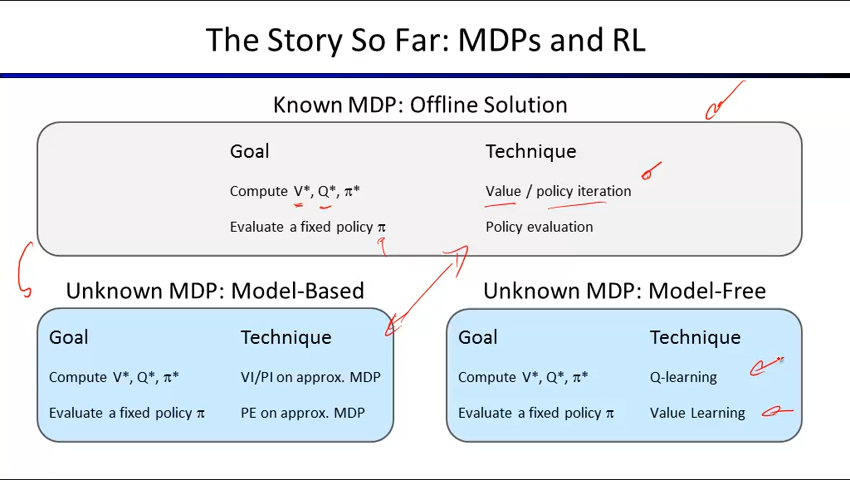 The Story So Far: MDPs and RL
Known MDP: Offline Solution
Goal Technique
Compute V*, Q*, π* Value / policy iteration
Evaluate a fixed policy π Policy evaluation
Unknown MDP: Model-Based
Goal Technique
Compute V*, Q*, π* VI/PI on approx. MDP
Evaluate a fixed policy π PE on approx. MDP
Unknown MDP: Model-Free
Goal Technique
Compute V*, Q*, π* Q-learning
Evaluate a fixed policy π Value Learning